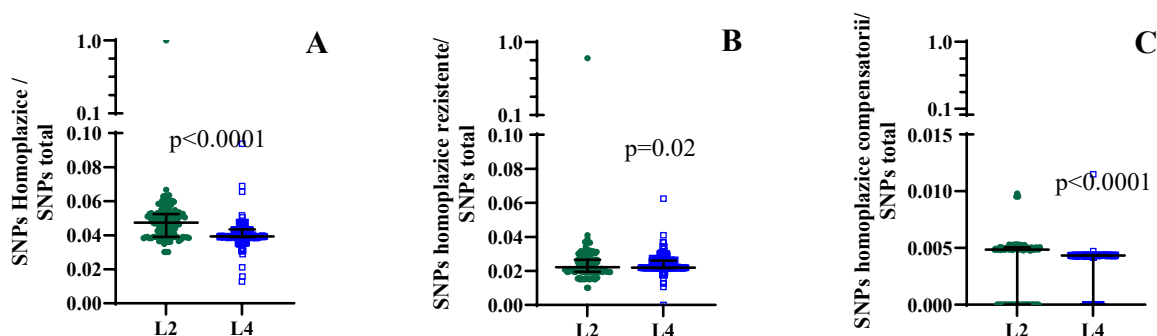 A
SNPs Homoplazice /
SNPs total
1.0
0.1
0.10
0.08
0.06
0.04
0.02
0.00
p<0.0001
L2
L4
B
SNPs homoplazice rezistente/
SNPs total
1.0
0.1
0.10
0.08
0.06
0.04
0.02
0.00
p=0.02
L2
L4
C
SNPs homoplazice compensatorii/
SNPs total
1.0
0.1
0.015
0.010
0.005
0.000
p<0.0001
L2
L4